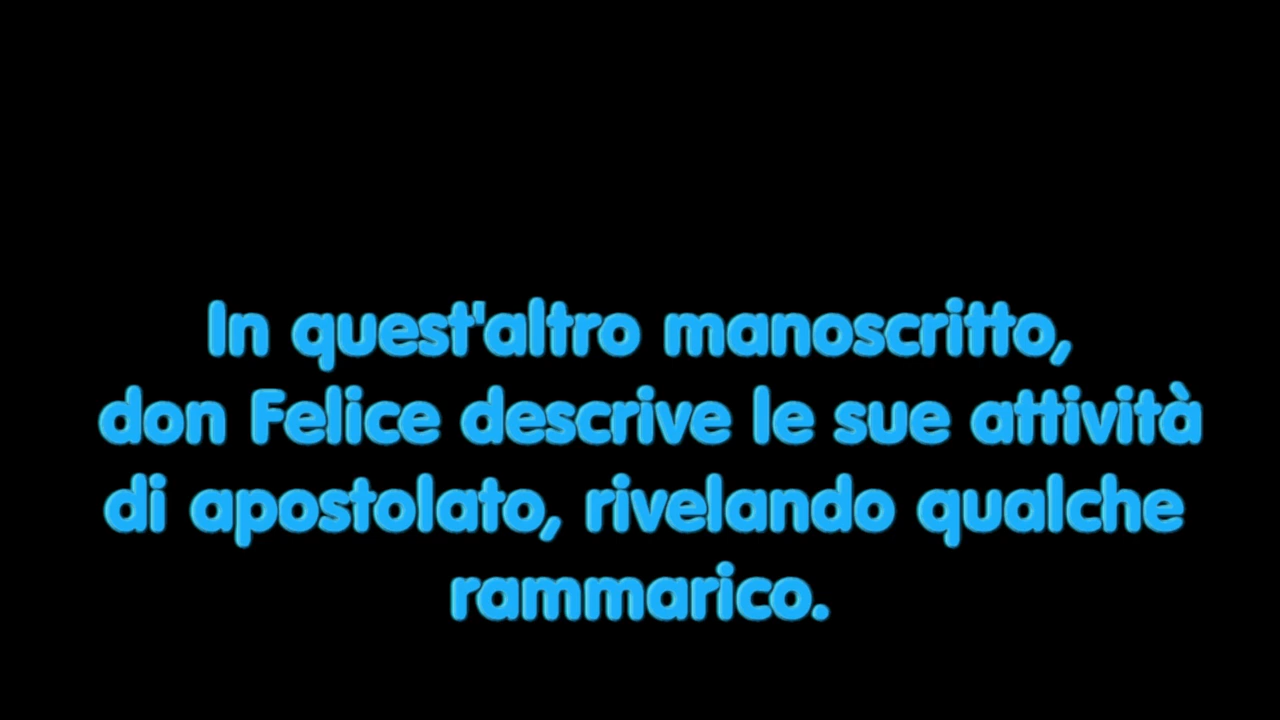 In quest'altro manoscritto,
don Felice descrive le sue attività
di apostolato, rivelando qualche
rammarico.